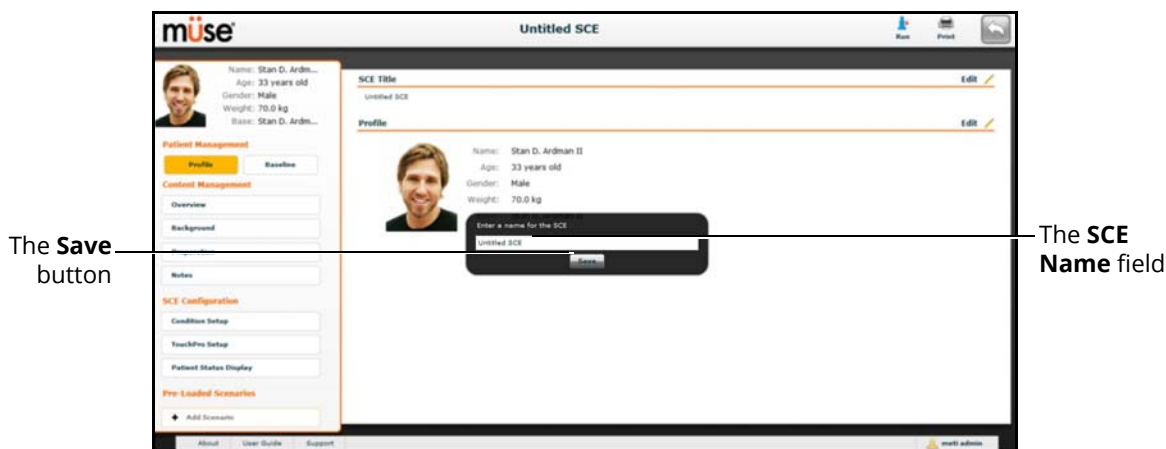 müse
Untitled SCE
Run
Print
Name: Stan D. Ardm...
Age: 33 years old
Gender: Male
Weight: 70.0 kg
Base: Stan D. Ardm...
Patient Management
Profile
Baseline
Content Management
Overview
Background
Notes
SCE Configuration
Condition Setup
TouchPro Setup
Patient Status Display
Pre-Loaded Scenarios
+ Add Scenario
SCE Title
Edit
Untitled SCE
Profile
Edit
Name: Stan D. Ardman II
Age: 33 years old
Gender: Male
Weight: 70.0 kg
Enter a name for the SCE
Untitled SCE
Save
The Save
button
The SCE
Name field
About
User Guide
Support
meti admin